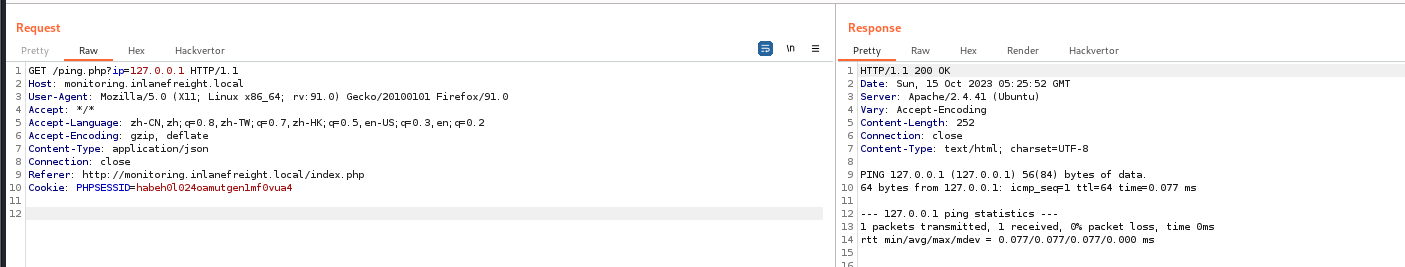 Request
Pretty Raw Hex Hackvertor \n ≡
1 GET /ping.php?ip=127.0.0.1 HTTP/1.1
2 Host: monitoring.inlanefreight.local
3 User-Agent: Mozilla/5.0 (X11; Linux x86_64; rv:91.0) Gecko/20100101 Firefox/91.0
4 Accept: */*
5 Accept-Language: zh-CN,zh;q=0.8,zh-TW;q=0.7,zh-HK;q=0.5,en-US;q=0.3,en;q=0.2
6 Accept-Encoding: gzip, deflate
7 Content-Type: application/json
8 Connection: close
9 Referer: http://monitoring.inlanefreight.local/index.php
10 Cookie: PHPSESSID=habeh0l024oamutgen1mf0vua4
11
12
Response
Pretty Raw Hex Render Hackvertor
1 HTTP/1.1 200 OK
2 Date: Sun, 15 Oct 2023 05:25:52 GMT
3 Server: Apache/2.4.41 (Ubuntu)
4 Vary: Accept-Encoding
5 Content-Length: 252
6 Connection: close
7 Content-Type: text/html; charset=UTF-8
8
9 PING 127.0.0.1 (127.0.0.1) 56(84) bytes of data.
10 64 bytes from 127.0.0.1: icmp_seq=1 ttl=64 time=0.077 ms
11
12 --- 127.0.0.1 ping statistics ---
13 1 packets transmitted, 1 received, 0% packet loss, time 0ms
14 rtt min/avg/max/mdev = 0.077/0.077/0.077/0.000 ms
15
16